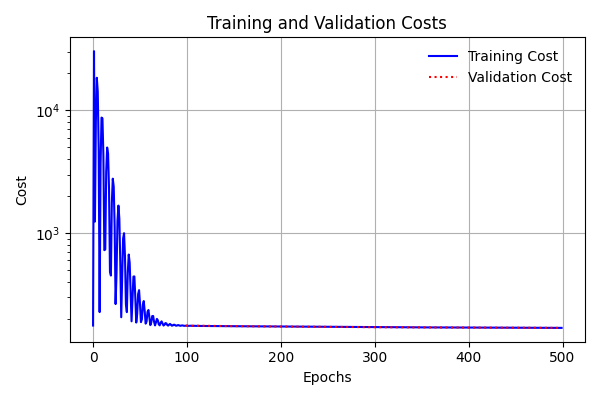 Training and Validation Costs
Training Cost
Validation Cost
10⁴
10³
Cost
0 100 200 300 400 500
Epochs